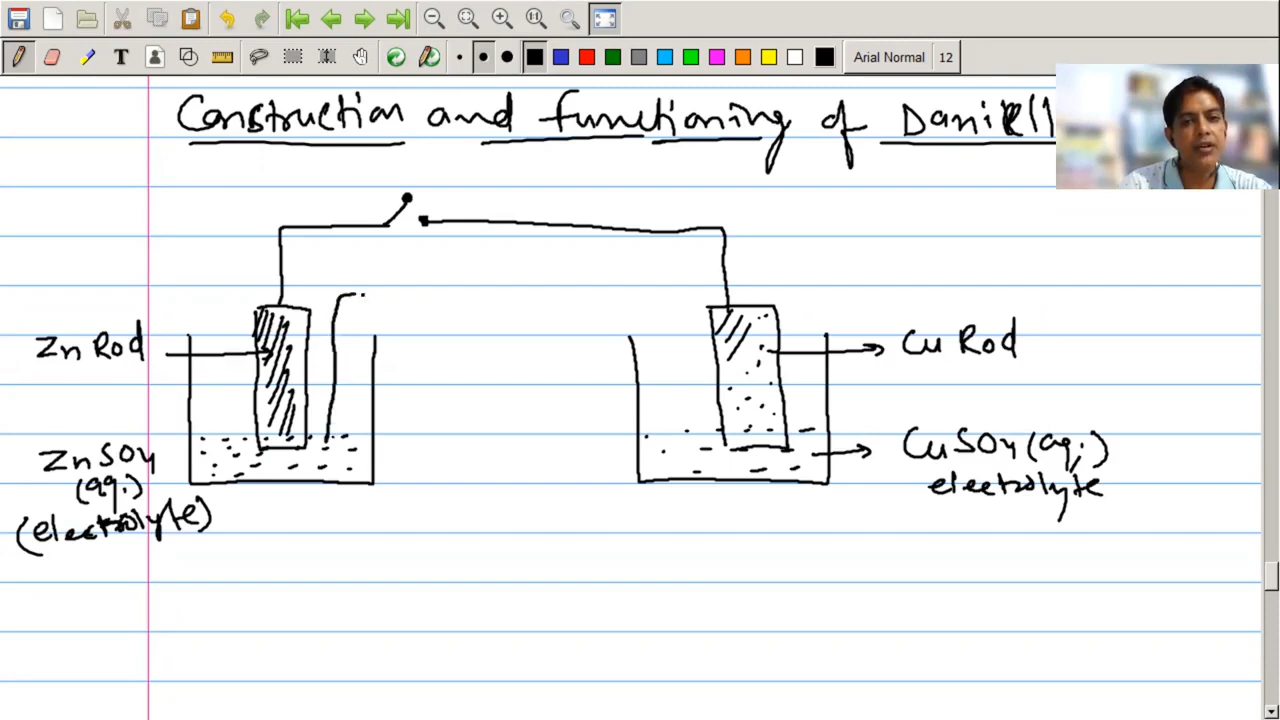 Arial Normal 12
Construction and functioning of Daniell
Zn Rod
Cu Rod
ZnSO4
(aq.)
(electrolyte)
CuSO4 (aq.)
electrolyte